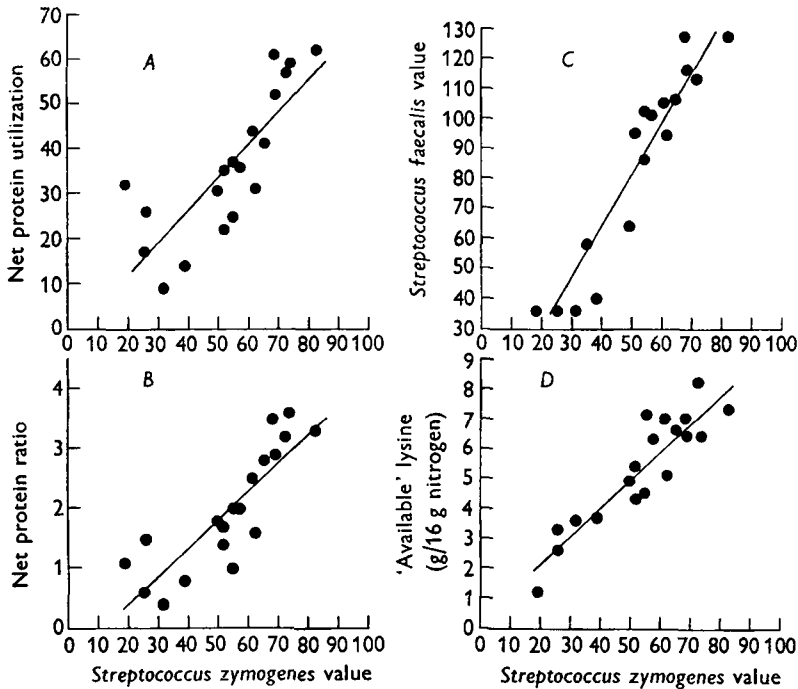 A
Net protein utilization
70
60
50
40
30
20
10
0
0 10 20 30 40 50 60 70 80 90 100
C
Streptococcus faecalis value
130
120
110
100
90
80
70
60
50
40
30
0 10 20 30 40 50 60 70 80 90 100
B
Net protein ratio
4
3
2
1
0
0 10 20 30 40 50 60 70 80 90 100
Streptococcus zymogenes value
D
'Available' lysine
(g/16 g nitrogen)
9
8
7
6
5
4
3
2
1
0
0 10 20 30 40 50 60 70 80 90 100
Streptococcus zymogenes value